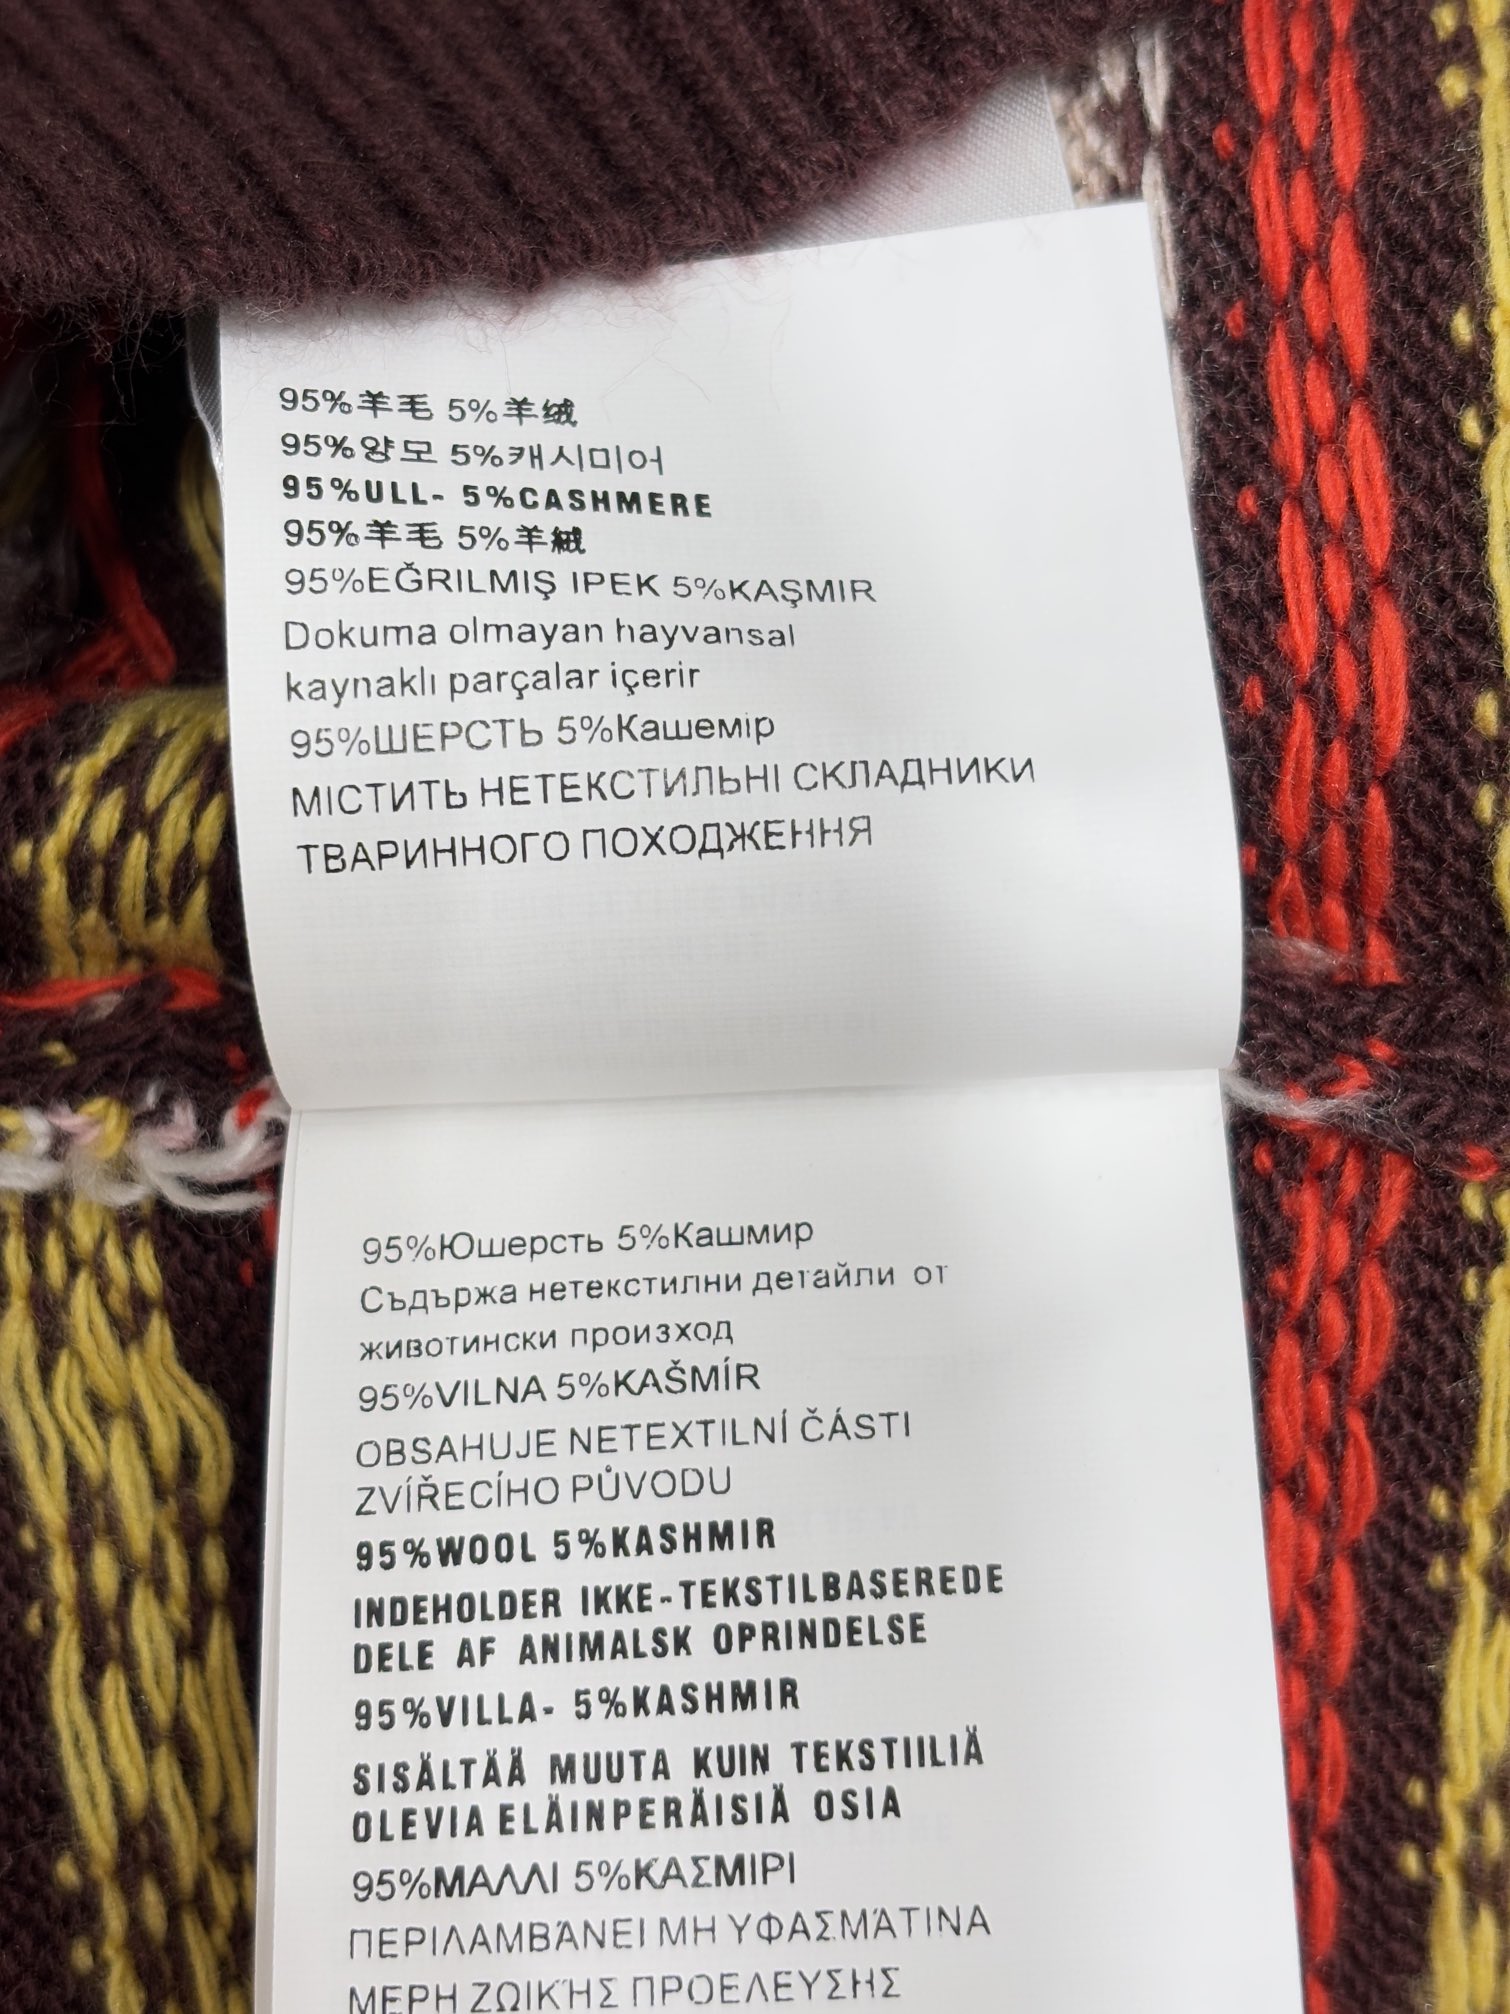 95%羊毛 5%羊绒
95%양모 5%캐시미어
95%ULL- 5%CASHMERE
95%羊毛 5%羊絨
95%EĞRILMIŞ IPEK 5%KAŞMIR
Dokuma olmayan hayvansal
kaynaklı parçalar içerir
95%ШЕРСТЬ 5%Кашемір
МІСТИТЬ НЕТЕКСТИЛЬНІ СКЛАДНИКИ
ТВАРИННОГО ПОХОДЖЕННЯ
95%Юшерсть 5%Кашмир
Съдържа нетекстилни детайли от
животински произход
95%VILNA 5%KAŠMÍR
OBSAHUJE NETEXTILNÍ ČÁSTI
ZVÍŘECÍHO PŮVODU
95%WOOL 5%KASHMIR
INDEHOLDER IKKE-TEKSTILBASEREDE
DELE AF ANIMALSK OPRINDELSE
95%VILLA- 5%KASHMIR
SISÄLTÄÄ MUUTA KUIN TEKSTIILIÄ
OLEVIA ELÄINPERÄISIÄ OSIA
95%ΜΑΛΛΙ 5%ΚΑΣΜΙΡΙ
ΠΕΡΙΛΑΜΒΆΝΕΙ ΜΗ ΥΦΑΣΜΆΤΙΝΑ
ΜΕΡΗ ΖΩΙΚΉΣ ΠΡΟΕΛΕΥΣΗΣ